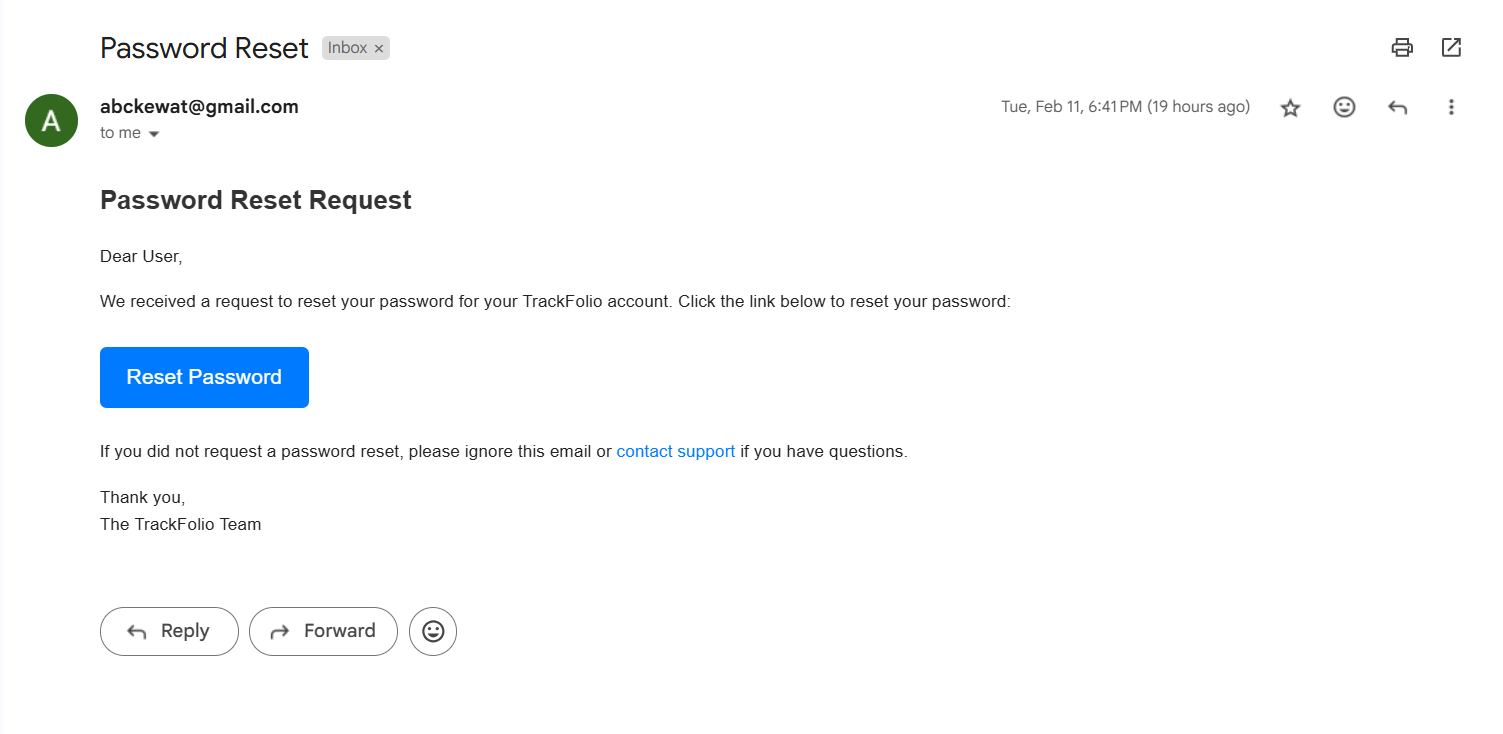 Password Reset Inbox ×
A
abckewat@gmail.com Tue, Feb 11, 6:41 PM (19 hours ago)
to me
Password Reset Request
Dear User,
We received a request to reset your password for your TrackFolio account. Click the link below to reset your password:
Reset Password
If you did not request a password reset, please ignore this email or contact support if you have questions.
Thank you,
The TrackFolio Team
Reply Forward